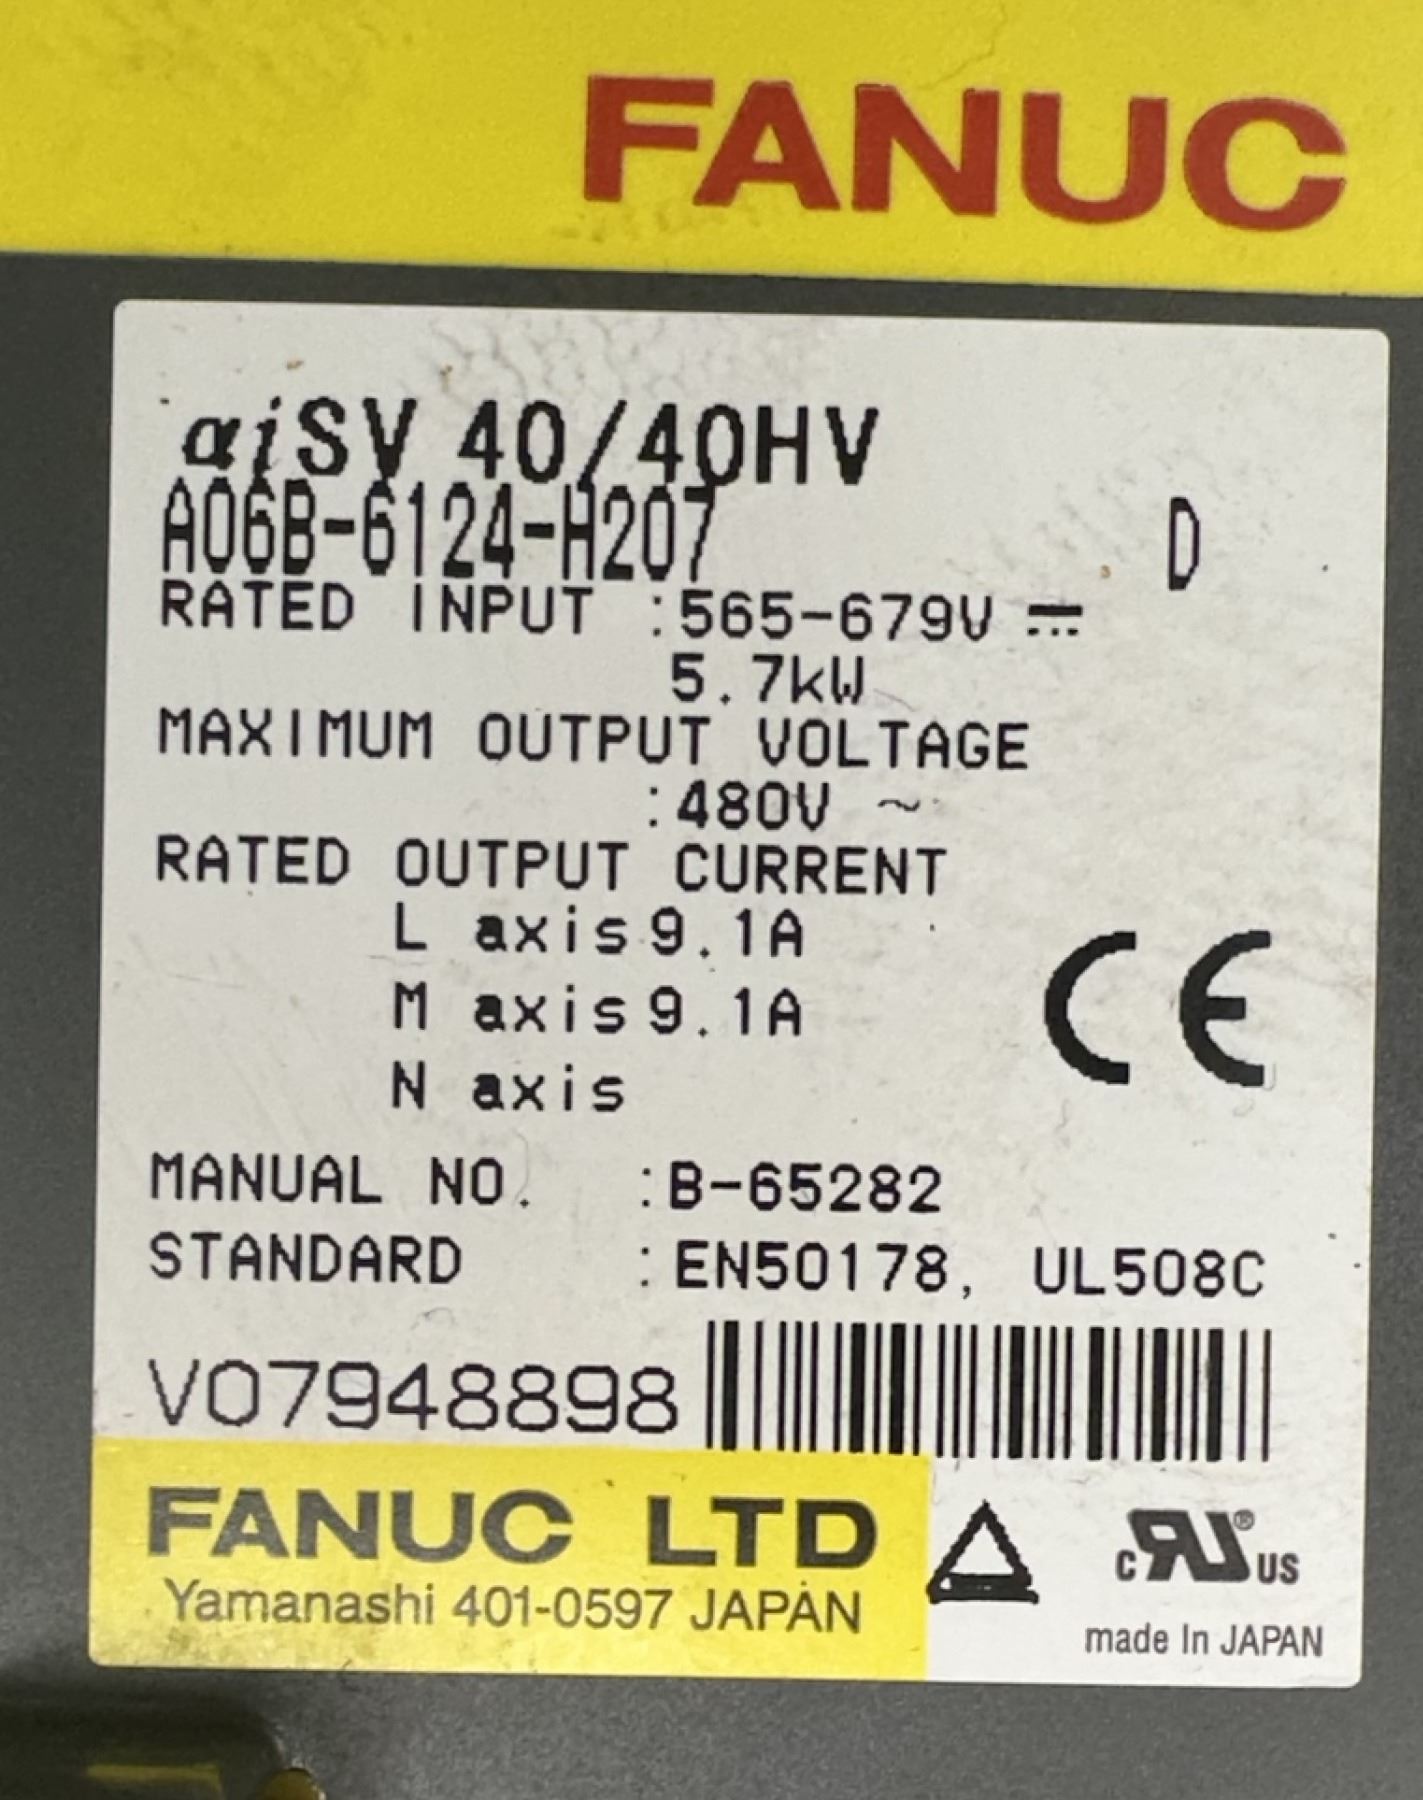 FANUC
αiSV 40/40HV
A06B-6124-H207 D
RATED INPUT :565-679V ⎓
5.7kW
MAXIMUM OUTPUT VOLTAGE
:480V ~
RATED OUTPUT CURRENT
L axis 9.1A
M axis 9.1A
N axis
CE
MANUAL NO. :B-65282
STANDARD :EN50178, UL508C
V07948898
FANUC LTD
Yamanashi 401-0597 JAPAN
c RU ® US
made In JAPAN